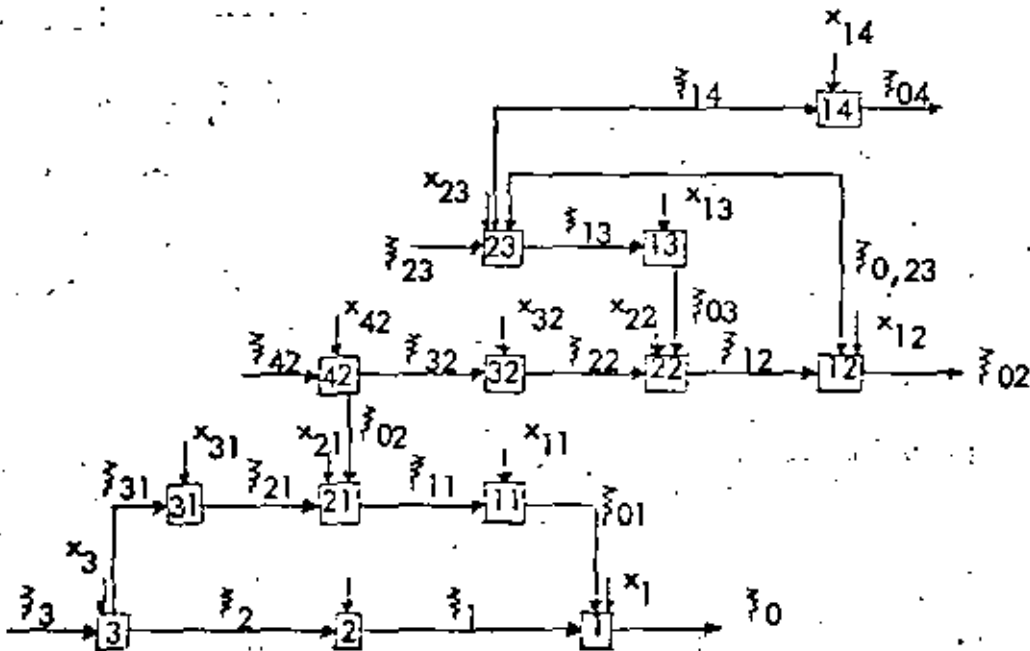 x14
ξ14 14 ξ04
x23 x13
ξ23 23 ξ13 13 ξ0,23
x42 x32 x22 ξ03 x12
ξ42 42 ξ32 32 ξ22 22 ξ12 12 ξ02
x31 x21 ξ02 x11
ξ31 31 ξ21 21 ξ11 11 ξ01
x3 x1
ξ3 3 ξ2 2 ξ1 1 ξ0